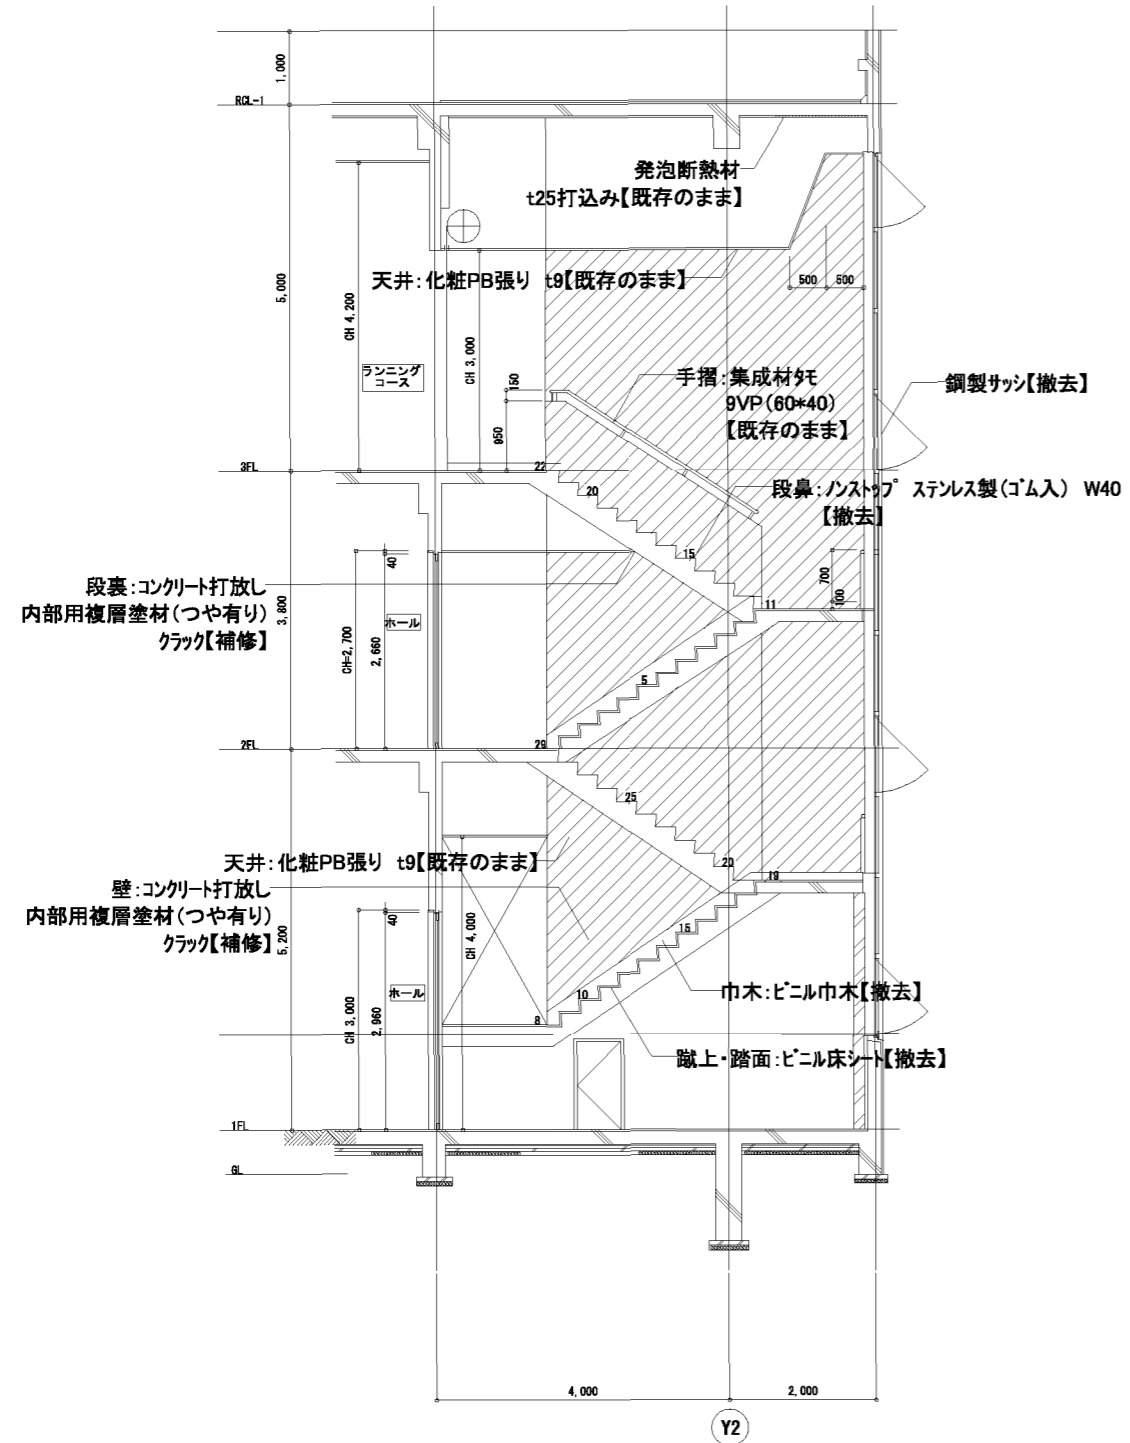 1,000
RCL-1
発泡断熱材
t25打込み【既存のまま】
天井：化粧PB張り t9【既存のまま】
500
500
5,000
CH 4,200
CH 3,000
ランニング
コース
150
950
手摺：集成材タモ
9VP(60*40)
【既存のまま】
鋼製サッシ【撤去】
3FL
22
20
段鼻：ノンストップ ステンレス製(ゴム入) W40
【撤去】
15
40
700
100
段裏：コンクリート打放し
内部用複層塗材(つや有り)
クラック【補修】
3,800
CH=2,700
2,660
ホール
11
5
2FL
29
25
天井：化粧PB張り t9【既存のまま】
20
19
壁：コンクリート打放し
内部用複層塗材(つや有り)
クラック【補修】
5,200
40
CH 4,000
15
CH 3,000
2,960
ホール
10
巾木：ビニル巾木【撤去】
8
蹴上・踏面：ビニル床シート【撤去】
1FL
GL
4,000
2,000
Y2